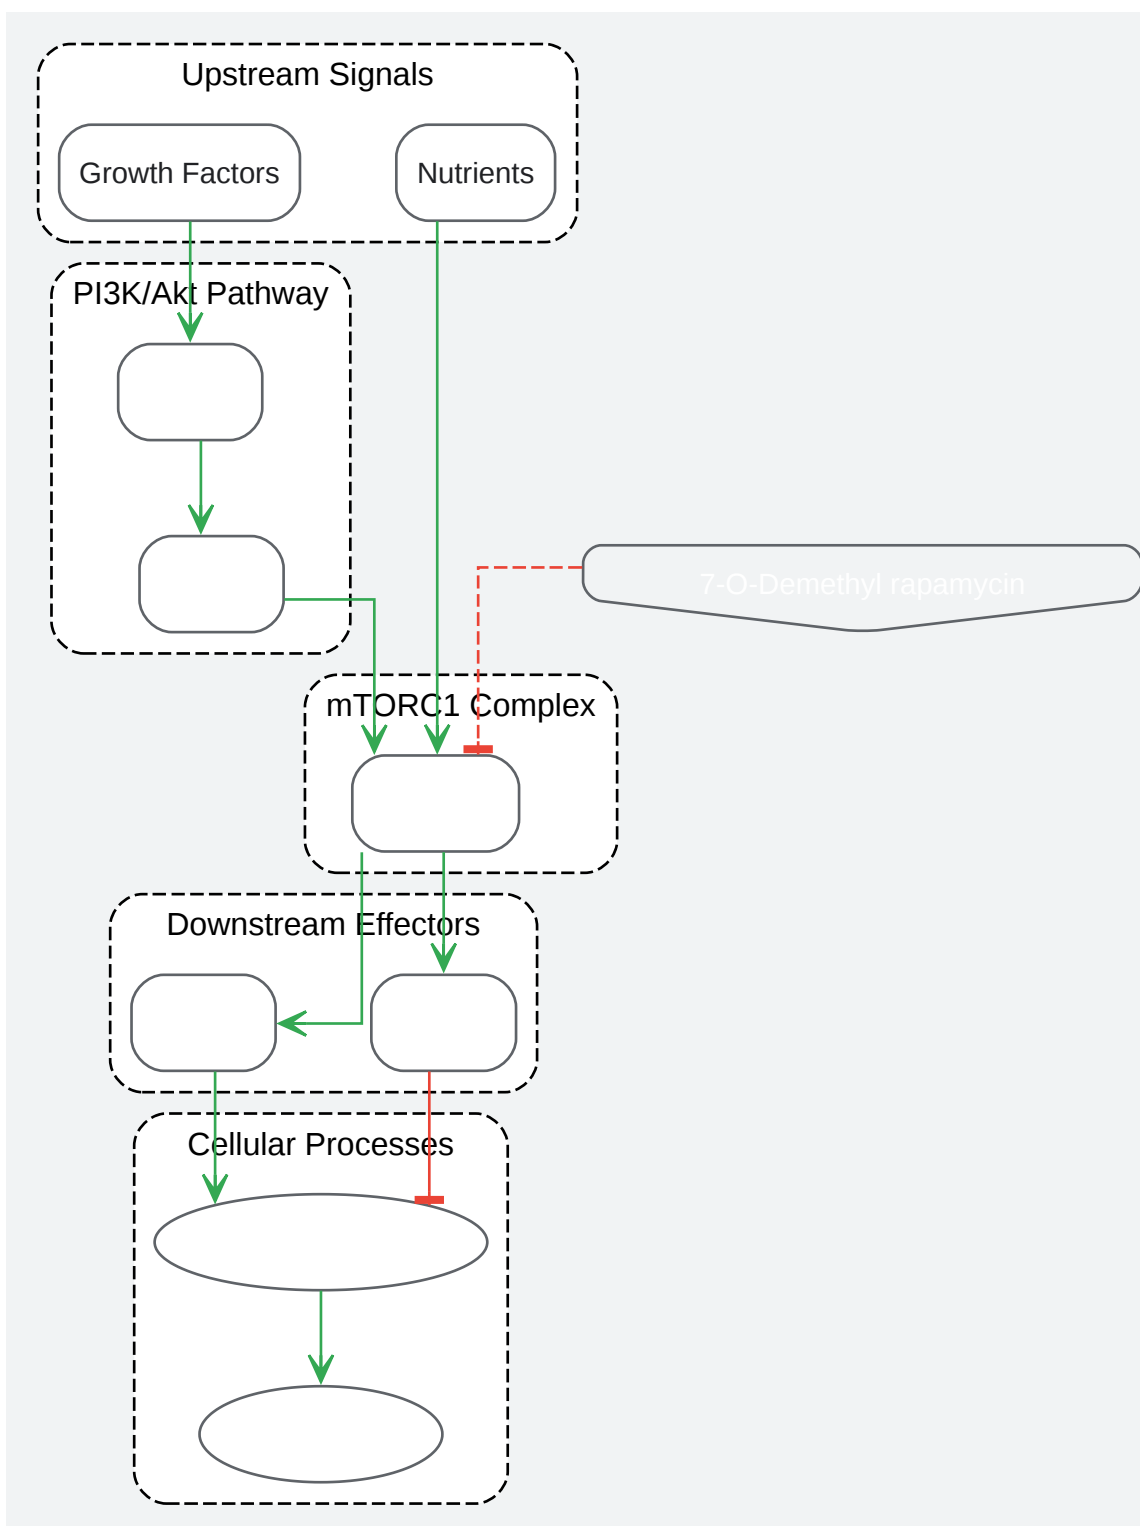 Upstream Signals
Growth Factors
Nutrients
PI3K/Akt Pathway
7-O-Demethyl rapamycin
mTORC1 Complex
Downstream Effectors
Cellular Processes